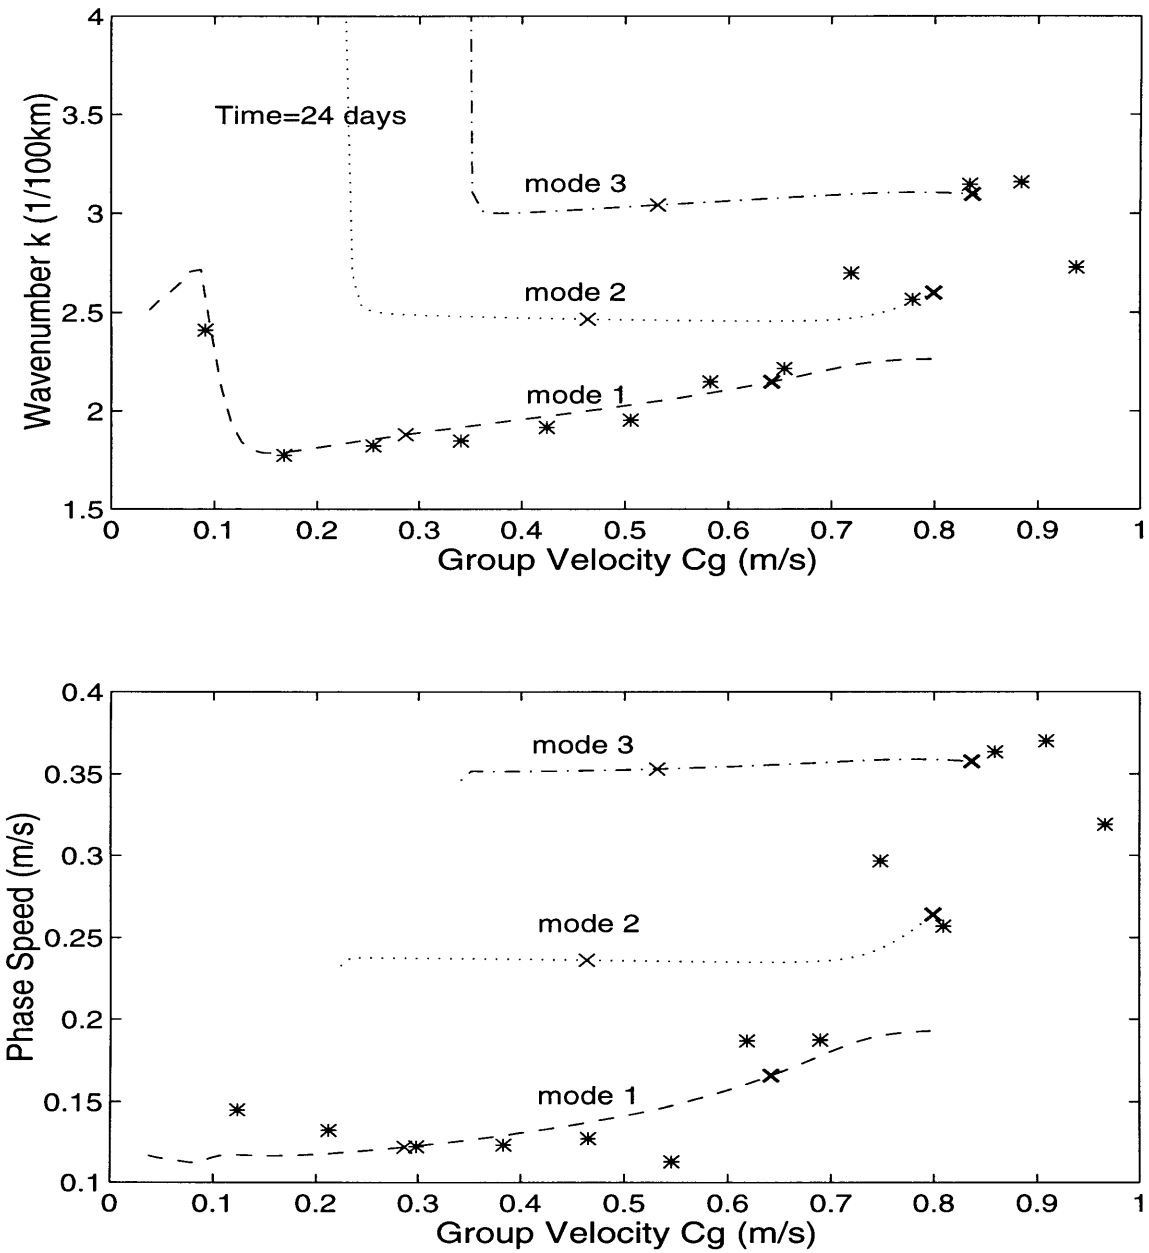 4
3.5
3
2.5
2
1.5
Wavenumber k (1/100km)
Time=24 days
mode 3
mode 2
mode 1
0 0.1 0.2 0.3 0.4 0.5 0.6 0.7 0.8 0.9 1
Group Velocity Cg (m/s)
0.4
0.35
0.3
0.25
0.2
0.15
0.1
Phase Speed (m/s)
mode 3
mode 2
mode 1
0 0.1 0.2 0.3 0.4 0.5 0.6 0.7 0.8 0.9 1
Group Velocity Cg (m/s)